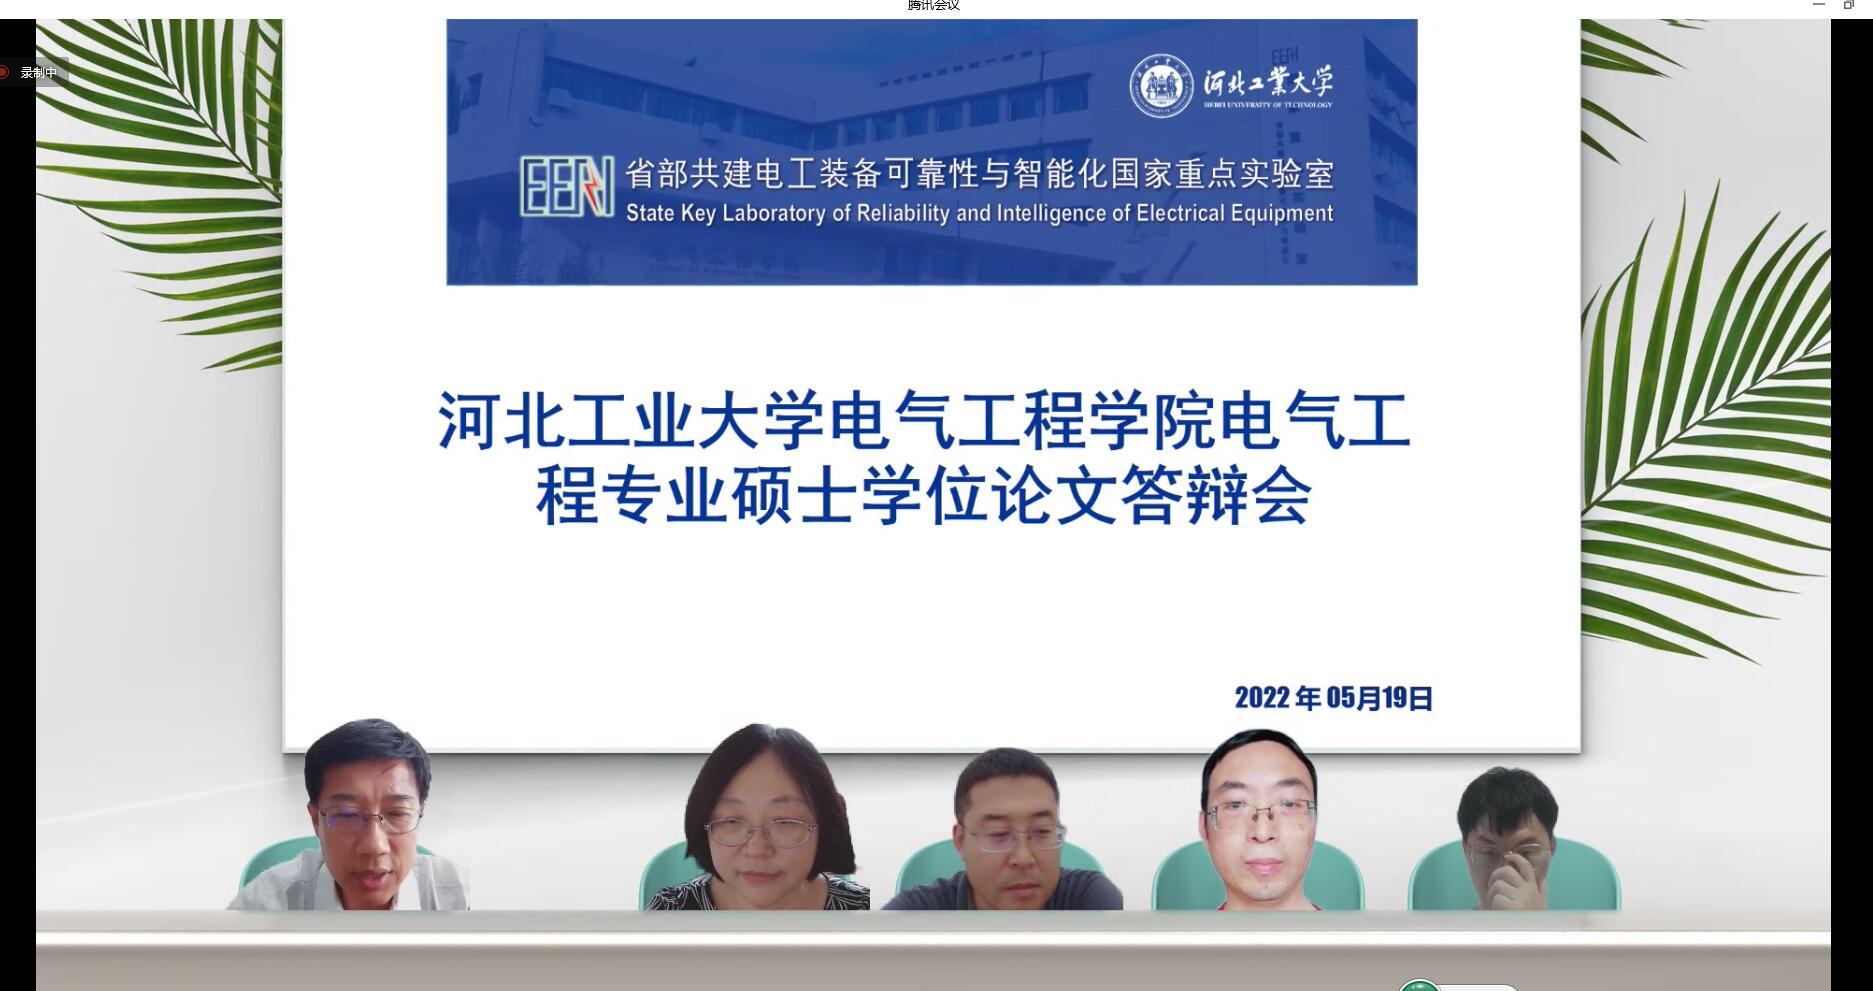 腾讯会议
录制中
河北工業大学
HEBEI UNIVERSITY OF TECHNOLOGY
EERI
省部共建电工装备可靠性与智能化国家重点实验室
State Key Laboratory of Reliability and Intelligence of Electrical Equipment
河北工业大学电气工程学院电气工
程专业硕士学位论文答辩会
2022 年 05月19日